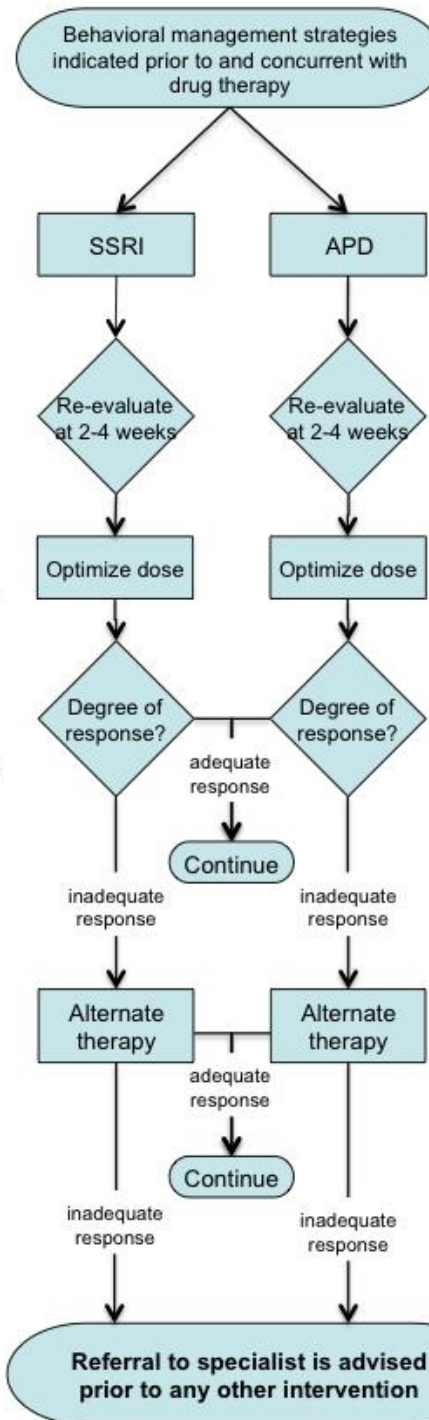 Behavioral management strategies
indicated prior to and concurrent with
drug therapy
SSRI
APD
Re-evaluate
at 2-4 weeks
Re-evaluate
at 2-4 weeks
Optimize dose
Optimize dose
Degree of
response?
Degree of
response?
adequate
response
Continue
inadequate
response
inadequate
response
Alternate
therapy
Alternate
therapy
adequate
response
Continue
inadequate
response
inadequate
response
Referral to specialist is advised
prior to any other intervention